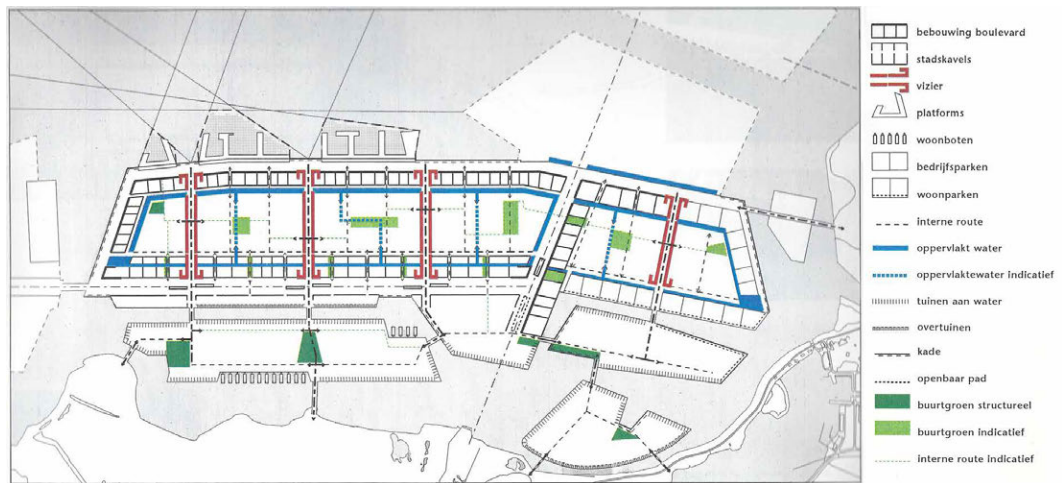 bebouwing boulevard
stadskavels
vizier
platforms
woonboten
bedrijfsparken
woonparken
interne route
oppervlakt water
oppervlaktewater indicatief
tuinen aan water
overtuinen
kade
openbaar pad
buurtgroen structureel
buurtgroen indicatief
interne route indicatief